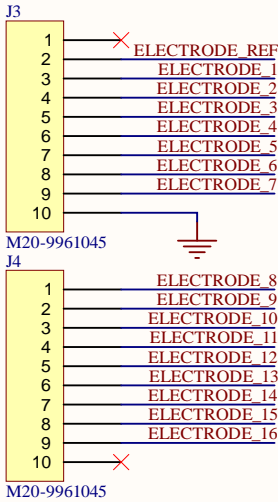 J3
1
2 ELECTRODE_REF
3 ELECTRODE_1
4 ELECTRODE_2
5 ELECTRODE_3
6 ELECTRODE_4
7 ELECTRODE_5
8 ELECTRODE_6
9 ELECTRODE_7
10
M20-9961045
J4
1 ELECTRODE_8
2 ELECTRODE_9
3 ELECTRODE_10
4 ELECTRODE_11
5 ELECTRODE_12
6 ELECTRODE_13
7 ELECTRODE_14
8 ELECTRODE_15
9 ELECTRODE_16
10
M20-9961045